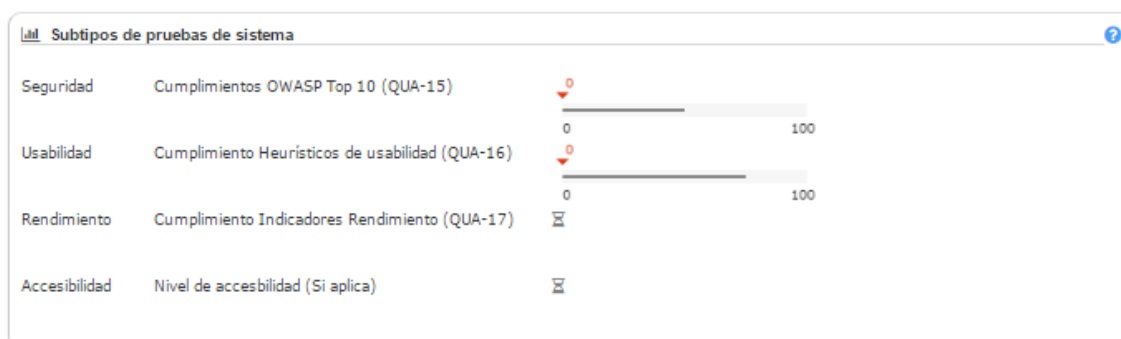 Subtipos de pruebas de sistema
?
Seguridad Cumplimientos OWASP Top 10 (QUA-15) 0
0 100
Usabilidad Cumplimiento Heurísticos de usabilidad (QUA-16) 0
0 100
Rendimiento Cumplimiento Indicadores Rendimiento (QUA-17)
Accesibilidad Nivel de accesbilidad (Si aplica)